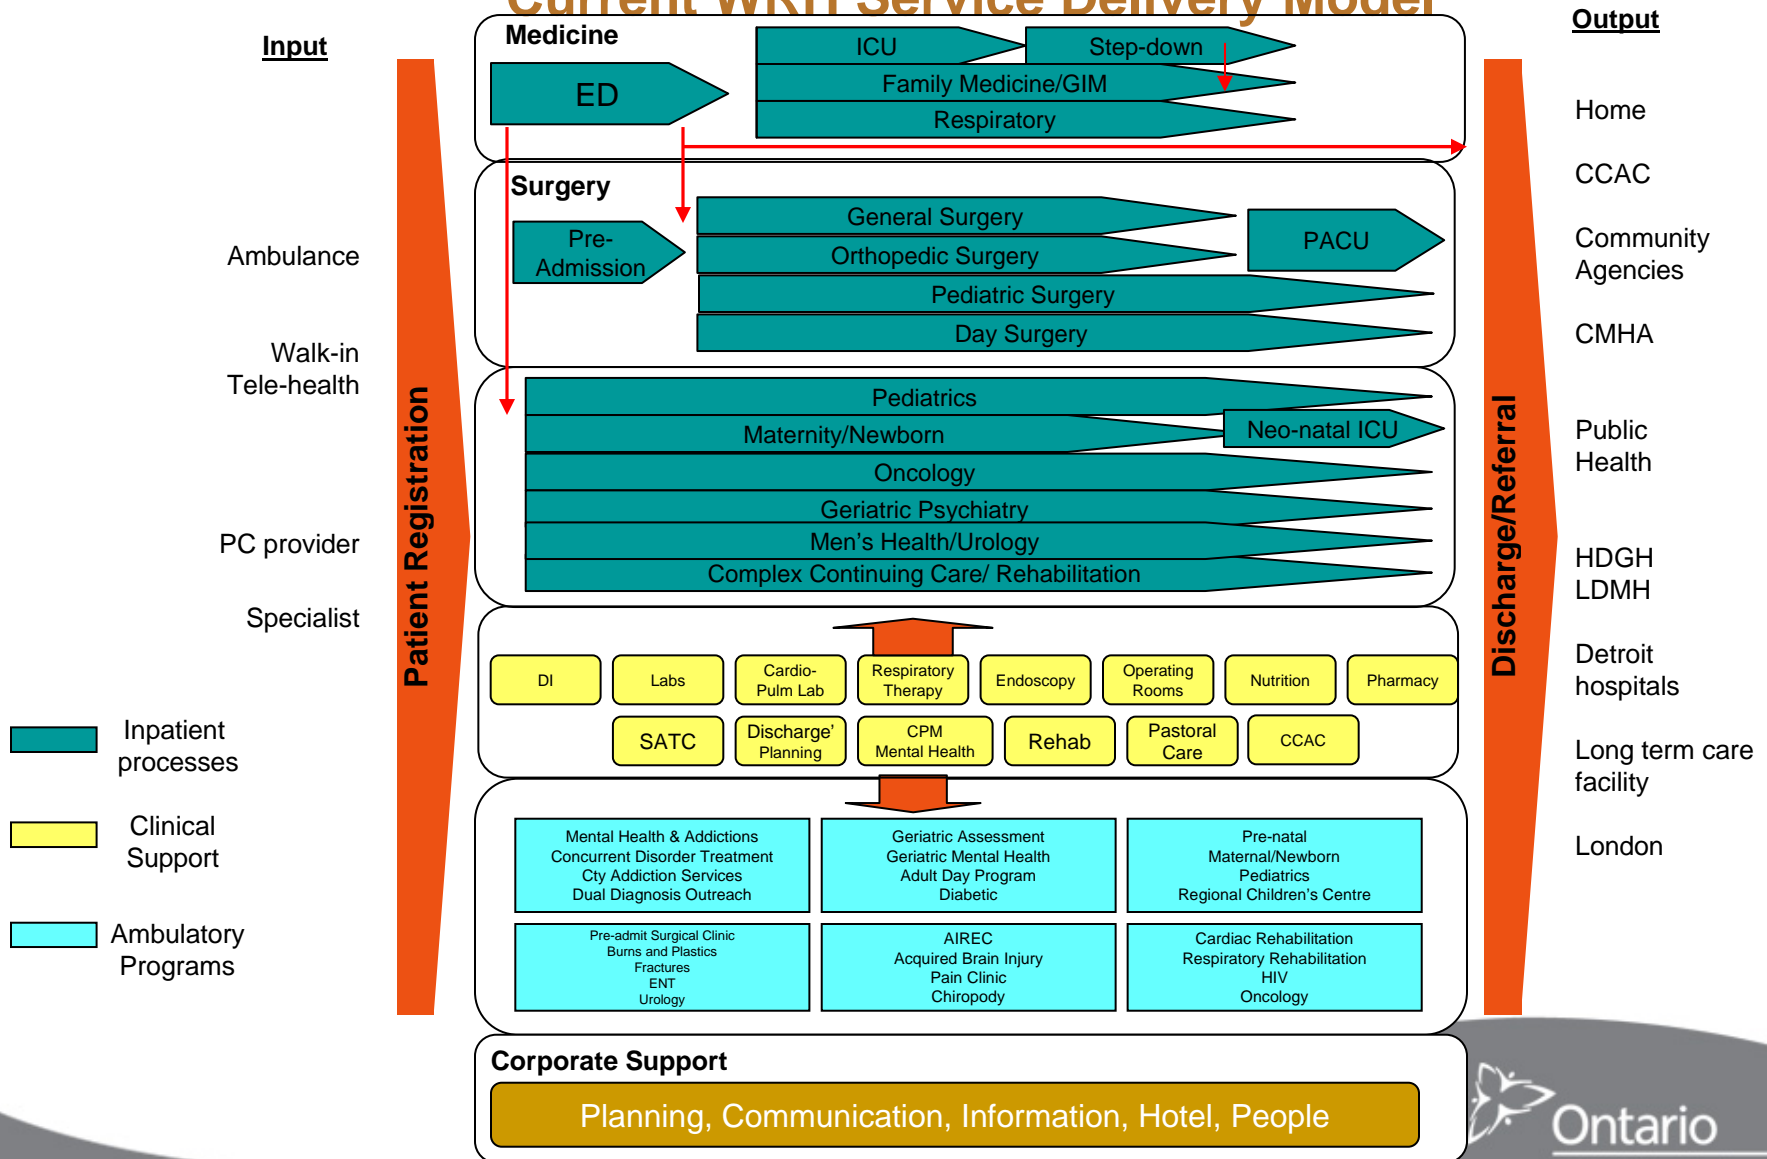 Current WRH Service Delivery Model
Input
Ambulance
Walk-in
Tele-health
PC provider
Specialist
Inpatient
processes
Clinical
Support
Ambulatory
Programs
Patient Registration
Medicine
ED
ICU
Step-down
Family Medicine/GIM
Respiratory
Surgery
Pre-
Admission
General Surgery
Orthopedic Surgery
Pediatric Surgery
Day Surgery
PACU
Pediatrics
Maternity/Newborn
Neo-natal ICU
Oncology
Geriatric Psychiatry
Men's Health/Urology
Complex Continuing Care/ Rehabilitation
DI
Labs
Cardio-
Pulm Lab
Respiratory
Therapy
Endoscopy
Operating
Rooms
Nutrition
Pharmacy
SATC
Discharge’
Planning
CPM
Mental Health
Rehab
Pastoral
Care
CCAC
Mental Health & Addictions
Concurrent Disorder Treatment
Cty Addiction Services
Dual Diagnosis Outreach
Geriatric Assessment
Geriatric Mental Health
Adult Day Program
Diabetic
Pre-natal
Maternal/Newborn
Pediatrics
Regional Children’s Centre
Pre-admit Surgical Clinic
Burns and Plastics
Fractures
ENT
Urology
AIREC
Acquired Brain Injury
Pain Clinic
Chiropody
Cardiac Rehabilitation
Respiratory Rehabilitation
HIV
Oncology
Corporate Support
Planning, Communication, Information, Hotel, People
Discharge/Referral
Output
Home
CCAC
Community
Agencies
CMHA
Public
Health
HDGH
LDMH
Detroit
hospitals
Long term care
facility
London
Ontario